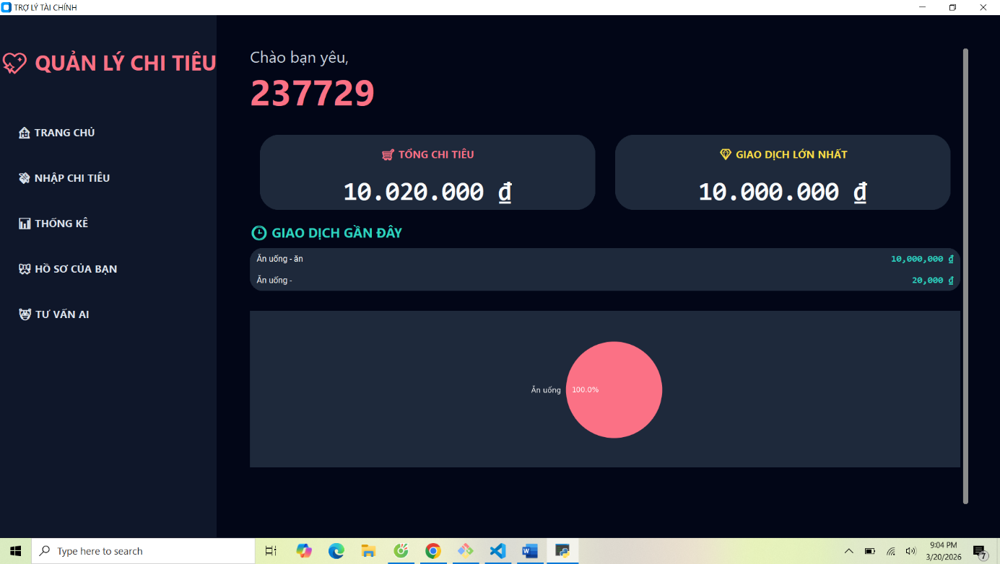 TRỢ LÝ TÀI CHÍNH
QUẢN LÝ CHI TIÊU
TRANG CHỦ
NHẬP CHI TIÊU
THỐNG KÊ
HỒ SƠ CỦA BẠN
TƯ VẤN AI
Chào bạn yêu,
237729
TỔNG CHI TIÊU
10.020.000 ₫
GIAO DỊCH LỚN NHẤT
10.000.000 ₫
GIAO DỊCH GẦN ĐÂY
Ăn uống - ăn 10,000,000 ₫
Ăn uống - 20,000 ₫
Ăn uống 100.0%
Type here to search
9:04 PM
3/20/2026
7